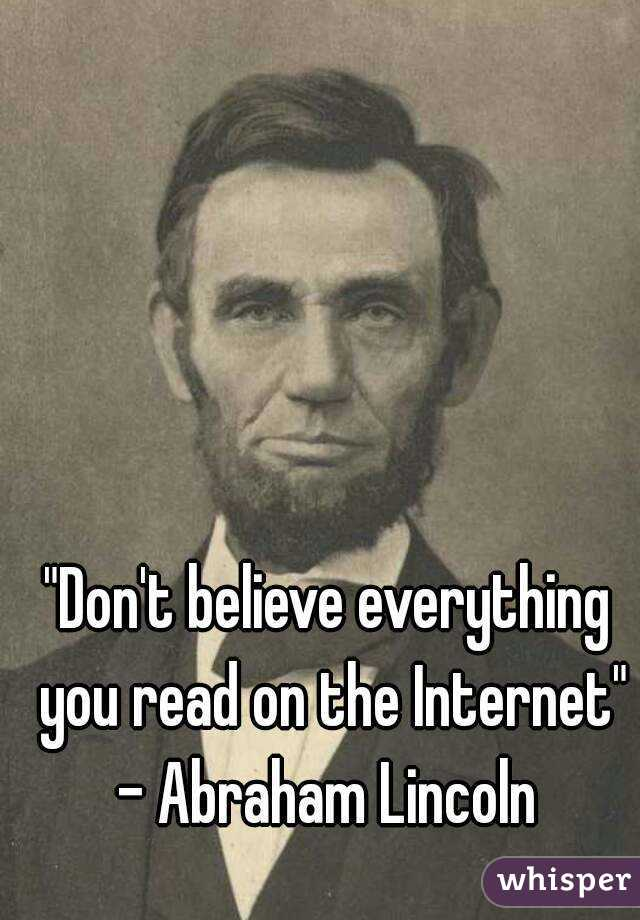 "Don't believe everything
you read on the Internet"
- Abraham Lincoln
whisper